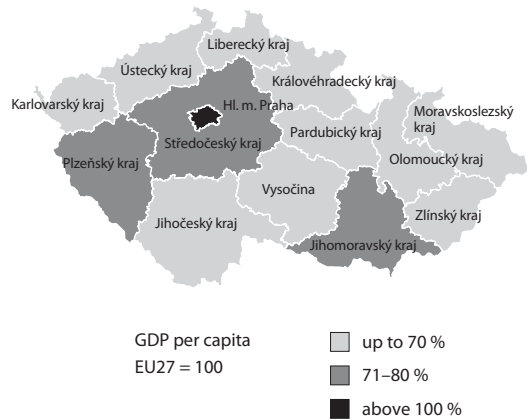 Liberecký kraj
Ústecký kraj
Královéhradecký kraj
Karlovarský kraj
Hl. m. Praha
Moravskoslezský
kraj
Středočeský kraj
Pardubický kraj
Plzeňský kraj
Olomoucký kraj
Vysočina
Zlínský kraj
Jihočeský kraj
Jihomoravský kraj
GDP per capita
EU27 = 100
up to 70 %
71–80 %
above 100 %